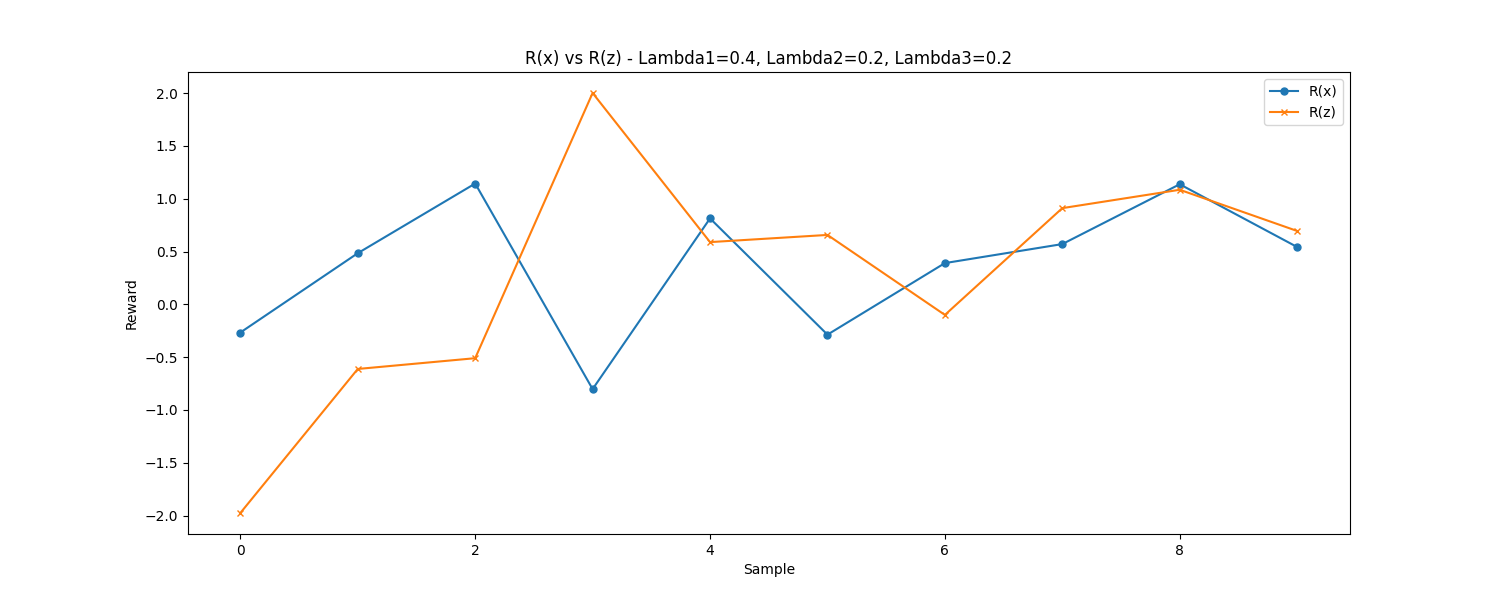 R(x) vs R(z) - Lambda1=0.4, Lambda2=0.2, Lambda3=0.2
R(x)
R(z)
2.0
1.5
1.0
0.5
0.0
−0.5
−1.0
−1.5
−2.0
Reward
0 2 4 6 8
Sample